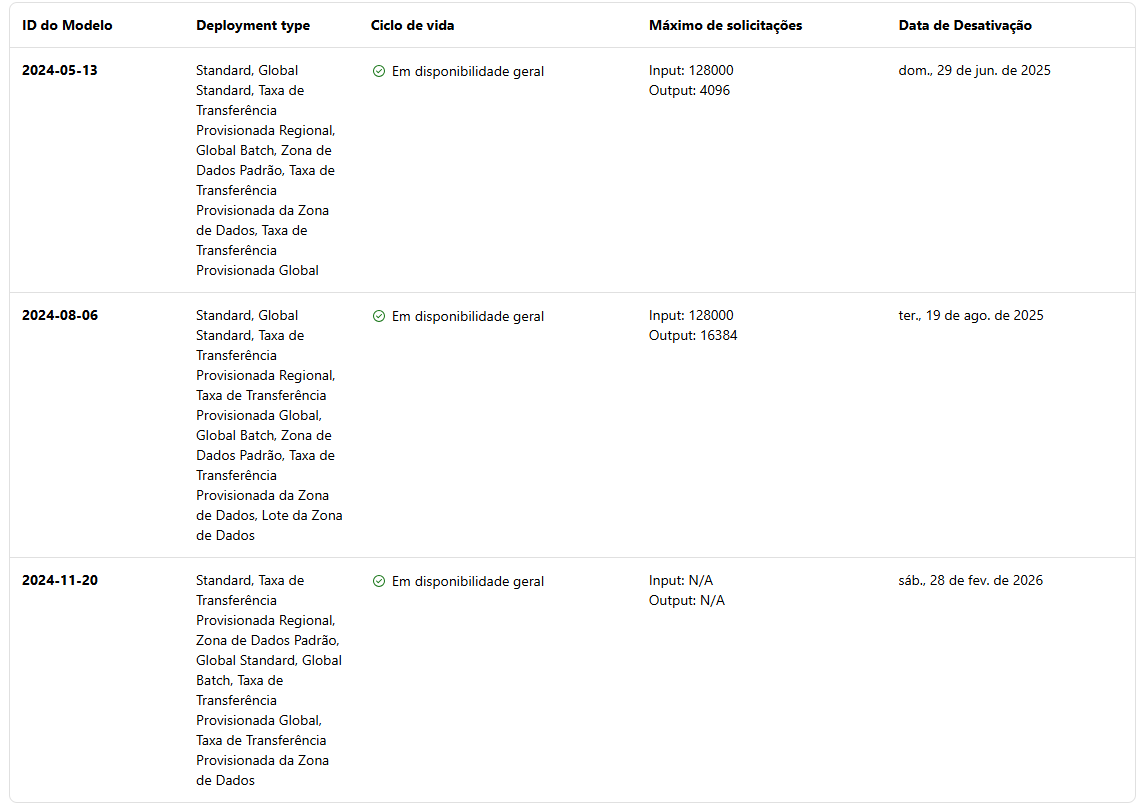 ID do Modelo Deployment type Ciclo de vida Máximo de solicitações Data de Desativação
2024-05-13 Standard, Global Em disponibilidade geral Input: 128000 dom., 29 de jun. de 2025
Standard, Taxa de Output: 4096
Transferência
Provisionada Regional,
Global Batch, Zona de
Dados Padrão, Taxa de
Transferência
Provisionada da Zona
de Dados, Taxa de
Transferência
Provisionada Global
2024-08-06 Standard, Global Em disponibilidade geral Input: 128000 ter., 19 de ago. de 2025
Standard, Taxa de Output: 16384
Transferência
Provisionada Regional,
Taxa de Transferência
Provisionada Global,
Global Batch, Zona de
Dados Padrão, Taxa de
Transferência
Provisionada da Zona
de Dados, Lote da Zona
de Dados
2024-11-20 Standard, Taxa de Em disponibilidade geral Input: N/A sáb., 28 de fev. de 2026
Transferência Output: N/A
Provisionada Regional,
Zona de Dados Padrão,
Global Standard, Global
Batch, Taxa de
Transferência
Provisionada Global,
Taxa de Transferência
Provisionada da Zona
de Dados